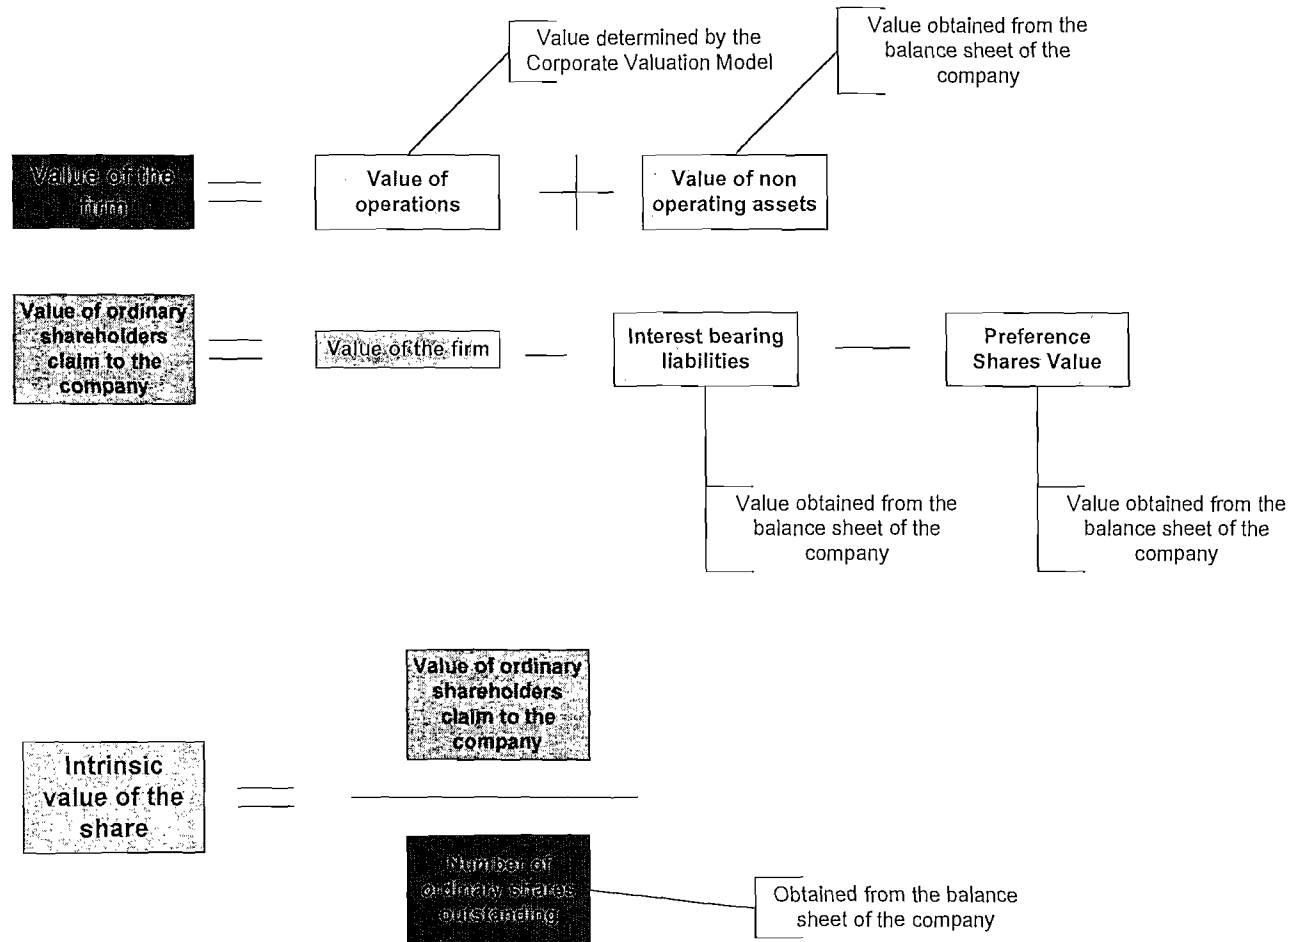 Value determined by the
Corporate Valuation Model
Value obtained from the
balance sheet of the
company
Value of the
firm
Value of
operations
Value of non
operating assets
Value of ordinary
shareholders
claim to the
company
Value of the firm
Interest bearing
liabilities
Preference
Shares Value
Value obtained from the
balance sheet of the
company
Value obtained from the
balance sheet of the
company
Value of ordinary
shareholders
claim to the
company
Intrinsic
value of the
share
Number of
ordinary shares
outstanding
Obtained from the balance
sheet of the company